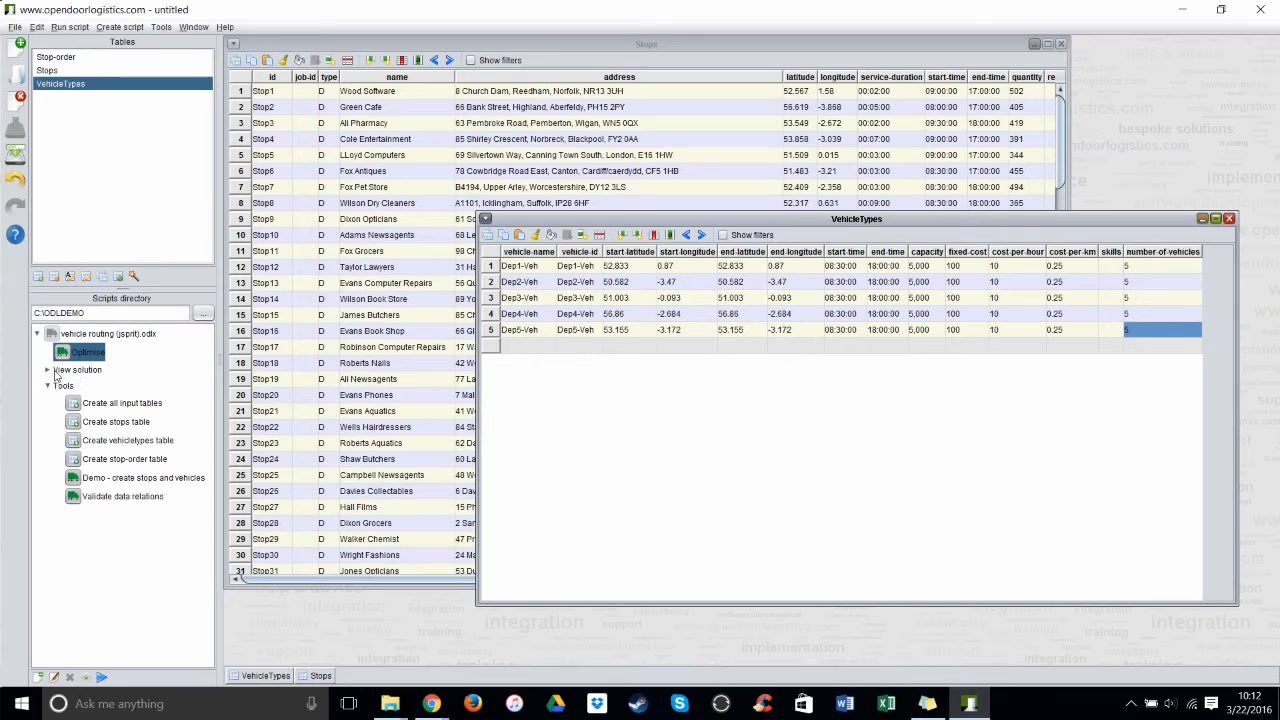 www.opendoorlogistics.com - untitled
File Edit Run script Create script Tools Window Help
Tables
Stop-order
Stops
VehicleTypes
Scripts directory
C:\ODLDEMO
...
vehicle routing (jsprit).odlx
Optimise
View solution
Tools
Create all input tables
Create stops table
Create vehicletypes table
Create stop-order table
Demo - create stops and vehicles
Validate data relations
Stops
Show filters
id job-id type name address latitude longitude service-duration start-time end-time quantity re
1 Stop1 D Wood Software 8 Church Dam, Reedham, Norfolk, NR13 3UH 52.567 1.58 00:02:00 09:00:00 17:00:00 502
2 Stop2 D Green Cafe 66 Bank Street, Highland, Aberfeldy, PH15 2PY 56.619 -3.868 00:05:00 08:00:00 17:00:00 405
3 Stop3 D Ali Pharmacy 63 Pembroke Road, Pemberton, Wigan, WN5 0QX 53.549 -2.672 00:03:00 09:30:00 18:00:00 419
4 Stop4 D Cole Entertainment 85 Shirley Crescent, Norbreck, Blackpool, FY2 0AA 53.858 -3.039 00:07:00 09:00:00 17:00:00 391
5 Stop5 D LLoyd Computers 69 Silvertown Way, Canning Town South, London, E16 1HW 51.509 0.015 00:03:00 09:00:00 17:00:00 344
6 Stop6 D Fox Antiques 78 Cowbridge Road East, Canton, Cardiff/caerdydd, CF5 1HB 51.483 -3.21 00:06:00 08:30:00 17:00:00 455
7 Stop7 D Fox Pet Store B4194, Upper Arley, Worcestershire, DY12 3LS 52.409 -2.358 00:03:00 08:30:00 18:00:00 494
8 Stop8 D Wilson Dry Cleaners A1101, Icklingham, Suffolk, IP28 6HF 52.317 0.631 00:09:00 08:30:00 18:00:00 365
9 Stop9 D Dixon Opticians 61 S
10 Stop10 D Adams Newsagents
11 Stop11 D Fox Grocers
12 Stop12 D Taylor Lawyers
13 Stop13 D Evans Computer Repairs
14 Stop14 D Wilson Book Store
15 Stop15 D James Butchers
16 Stop16 D Evans Book Shop
17 Stop17 D Robinson Computer Repairs
18 Stop18 D Roberts Nails 42 W
19 Stop19 D Ali Newsagents 77 L
20 Stop20 D Evans Phones 7 Mal
21 Stop21 D Evans Aquatics
22 Stop22 D Wells Hairdressers 84 St
23 Stop23 D Roberts Aquatics 62 D
24 Stop24 D Shaw Butchers
25 Stop25 D Campbell Newsagents 48 W
26 Stop26 D Davies Collectables 6 Dav
27 Stop27 D Hall Films 15 P
28 Stop28 D Dixon Grocers
29 Stop29 D Walker Chemist
30 Stop30 D Wright Fashions 24 M
31 Stop31 D Jones Opticians 53 D
VehicleTypes
Show filters
vehicle-name vehicle-id start-latitude start-longitude end-latitude end-longitude start-time end-time capacity fixed-cost cost-per-hour cost-per-km skills number-of-vehicles
1 Dep1-Veh Dep1-Veh 52.833 0.87 52.833 0.87 08:30:00 18:00:00 5,000 100 10 0.25 5
2 Dep2-Veh Dep2-Veh 50.582 -3.47 50.582 -3.47 08:30:00 18:00:00 5,000 100 10 0.25 5
3 Dep3-Veh Dep3-Veh 51.003 -0.093 51.003 -0.093 08:30:00 18:00:00 5,000 100 10 0.25 5
4 Dep4-Veh Dep4-Veh 56.86 -2.684 56.86 -2.684 08:30:00 18:00:00 5,000 100 10 0.25 5
5 Dep5-Veh Dep5-Veh 53.155 -3.172 53.155 -3.172 08:30:00 18:00:00 5,000 100 10 0.25 5
VehicleTypes Stops
Ask me anything
10:12
3/22/2016